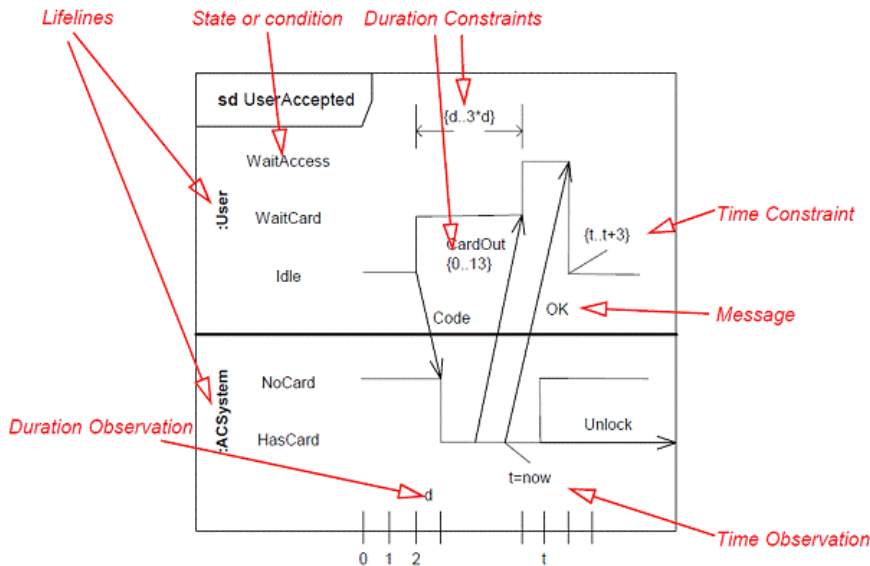 Lifelines
State or condition
Duration Constraints
sd UserAccepted
{d..3*d}
WaitAccess
:User
WaitCard
Time Constraint
CardOut
{0..13}
{t..t+3}
Idle
Code
OK
Message
NoCard
:ACSystem
Duration Observation
HasCard
Unlock
t=now
d
Time Observation
0 1 2 t